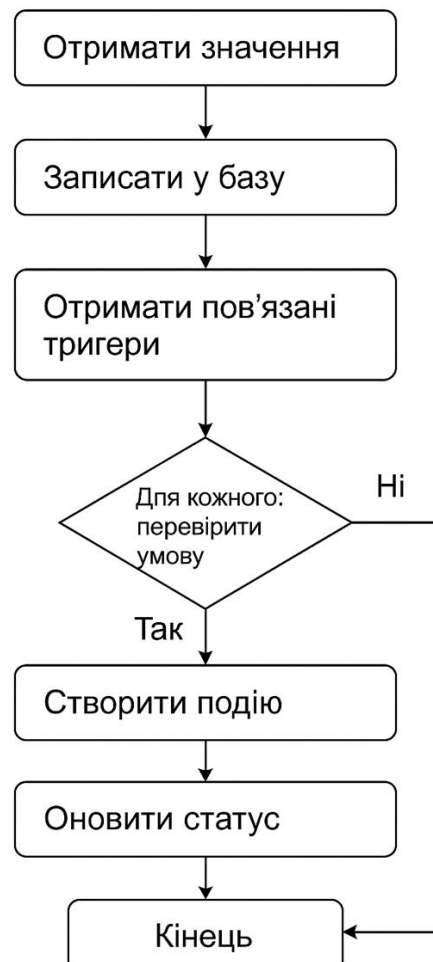 Отримати значення
Записати у базу
Отримати пов’язані
тригери
Дпя кожного:
перевірити
умову
Ні
Так
Створити подію
Оновити статус
Кінець